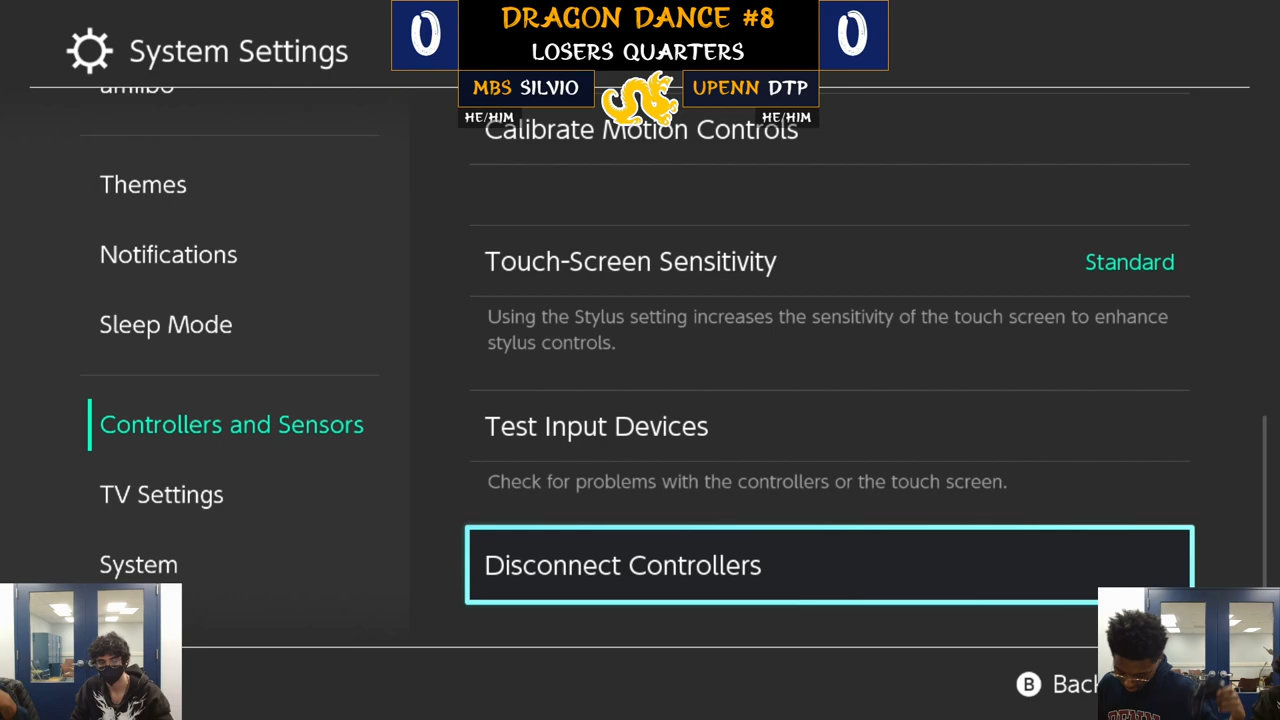 System Settings
0
DRAGON DANCE #8
LOSERS QUARTERS
0
MBS SILVIO
UPENN DTP
HE/HIM
HE/HIM
amiibo
Themes
Notifications
Sleep Mode
Controllers and Sensors
TV Settings
System
Calibrate Motion Controls
Touch-Screen Sensitivity
Standard
Using the Stylus setting increases the sensitivity of the touch screen to enhance
stylus controls.
Test Input Devices
Check for problems with the controllers or the touch screen.
Disconnect Controllers
B Back